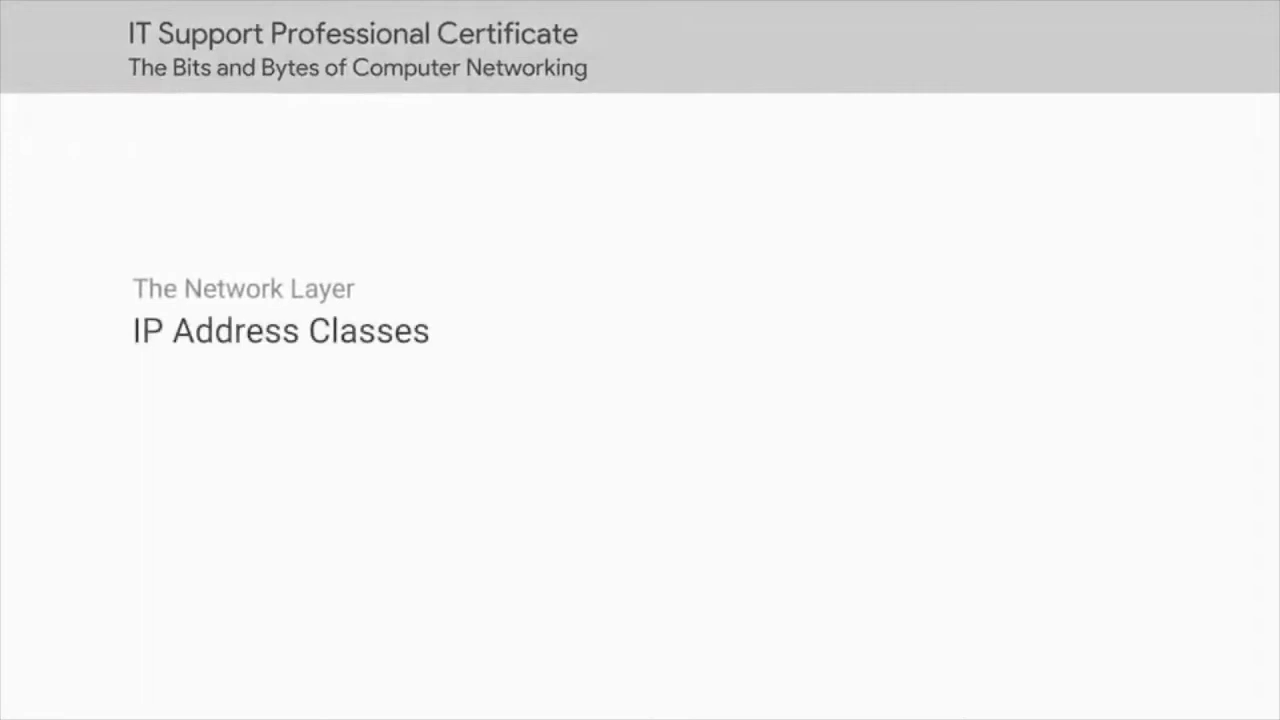 IT Support Professional Certificate
The Bits and Bytes of Computer Networking
The Network Layer
IP Address Classes